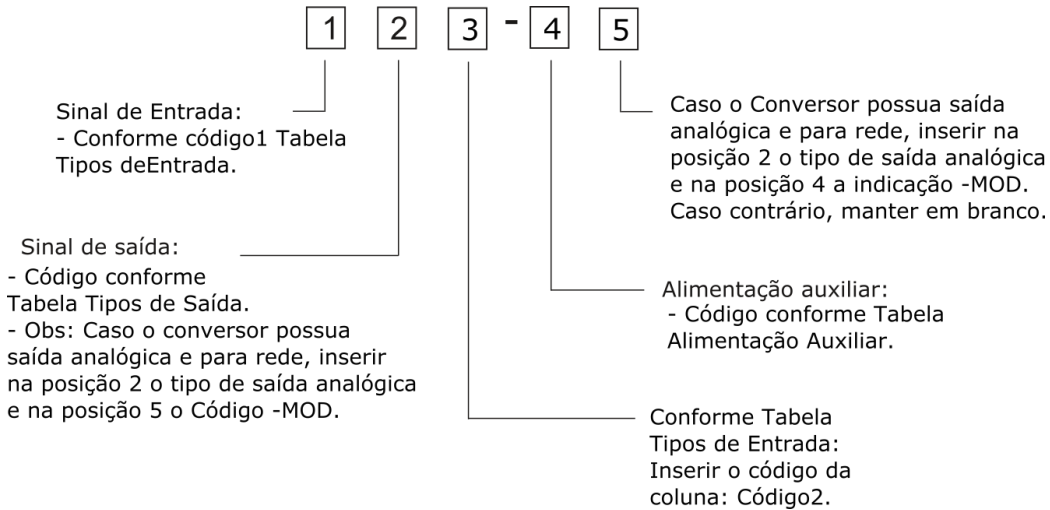 1 2 3 - 4 5
Sinal de Entrada:
- Conforme código1 Tabela
Tipos deEntrada.
Caso o Conversor possua saída
analógica e para rede, inserir na
posição 2 o tipo de saída analógica
e na posição 4 a indicação -MOD.
Caso contrário, manter em branco.
Sinal de saída:
- Código conforme
Tabela Tipos de Saída.
- Obs: Caso o conversor possua
saída analógica e para rede, inserir
na posição 2 o tipo de saída analógica
e na posição 5 o Código -MOD.
Alimentação auxiliar:
- Código conforme Tabela
Alimentação Auxiliar.
Conforme Tabela
Tipos de Entrada:
Inserir o código da
coluna: Código2.